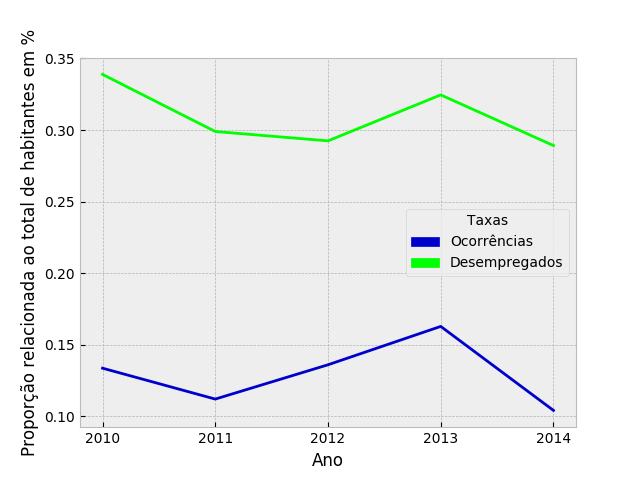 Proporção relacionada ao total de habitantes em %
0.35
0.30
0.25
0.20
0.15
0.10
Taxas
Ocorrências
Desempregados
2010 2011 2012 2013 2014
Ano